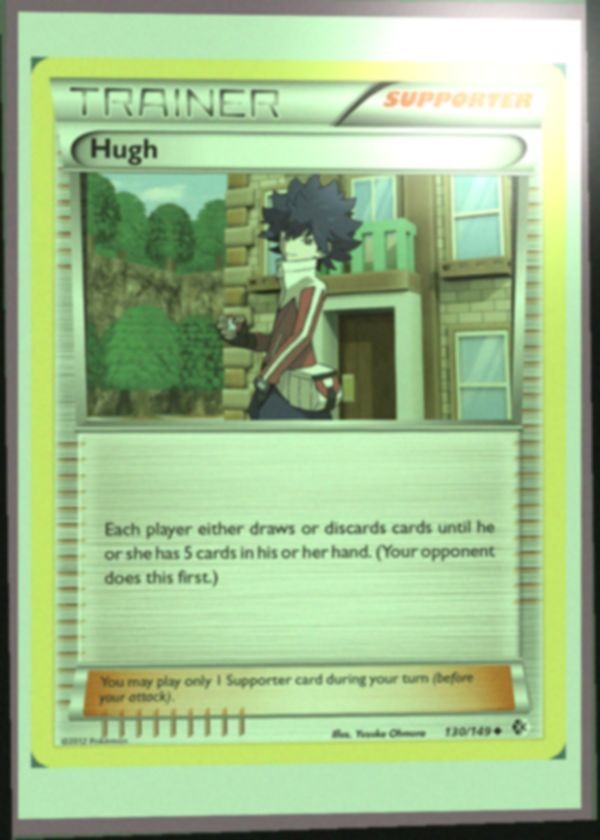 TRAINER
SUPPORTER
Hugh
Each player either draws or discards cards until he
or she has 5 cards in his or her hand. (Your opponent
does this first.)
You may play only 1 Supporter card during your turn (before
your attack).
Illus. Yusuke Ohmura 130/149
©2012 Pokémon